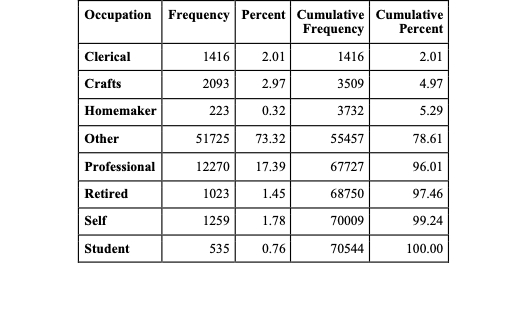 Occupation Frequency Percent Cumulative Frequency Cumulative Percent
Clerical 1416 2.01 1416 2.01
Crafts 2093 2.97 3509 4.97
Homemaker 223 0.32 3732 5.29
Other 51725 73.32 55457 78.61
Professional 12270 17.39 67727 96.01
Retired 1023 1.45 68750 97.46
Self 1259 1.78 70009 99.24
Student 535 0.76 70544 100.00